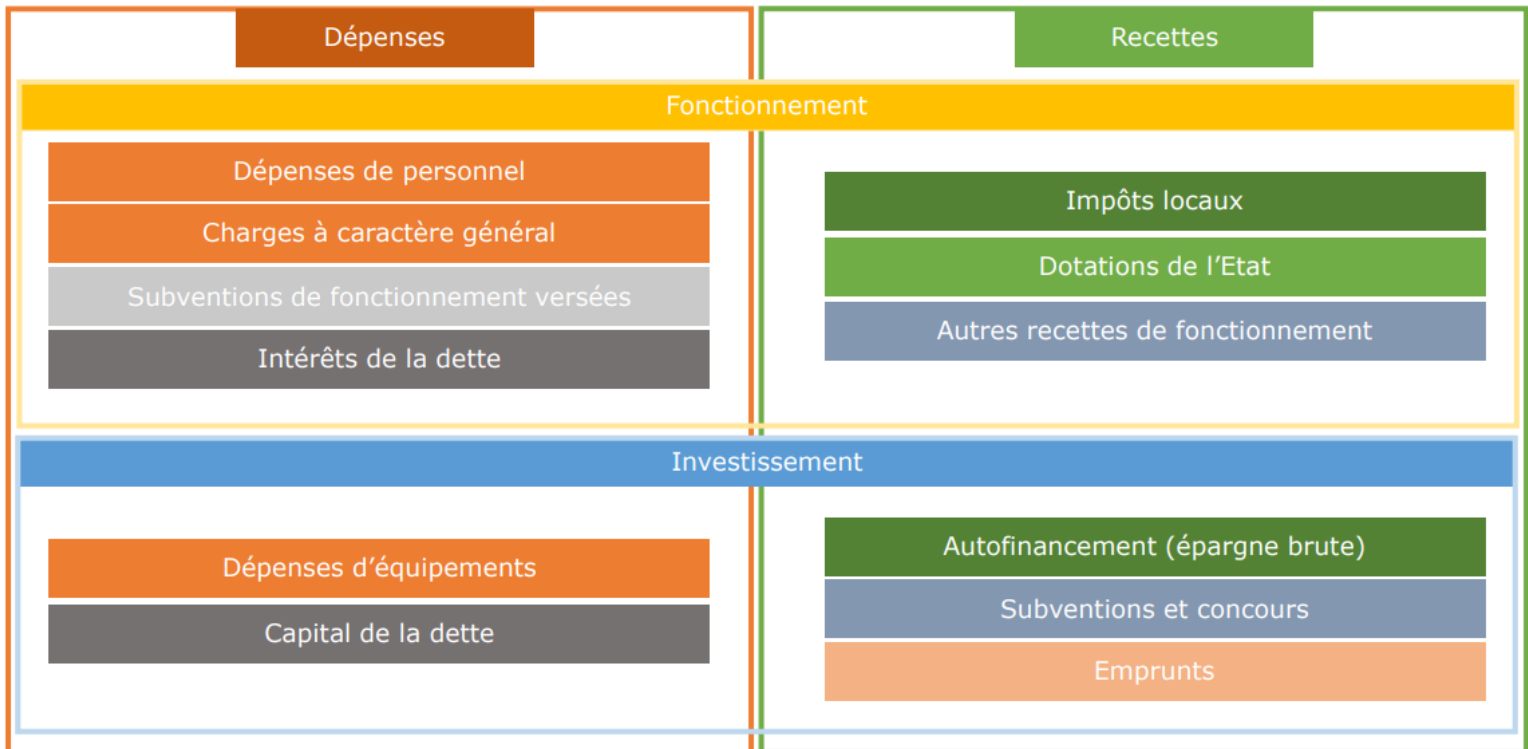 Dépenses
Recettes
Fonctionnement
Dépenses de personnel
Charges à caractère général
Subventions de fonctionnement versées
Intérêts de la dette
Impôts locaux
Dotations de l'Etat
Autres recettes de fonctionnement
Investissement
Dépenses d'équipements
Capital de la dette
Autofinancement (épargne brute)
Subventions et concours
Emprunts